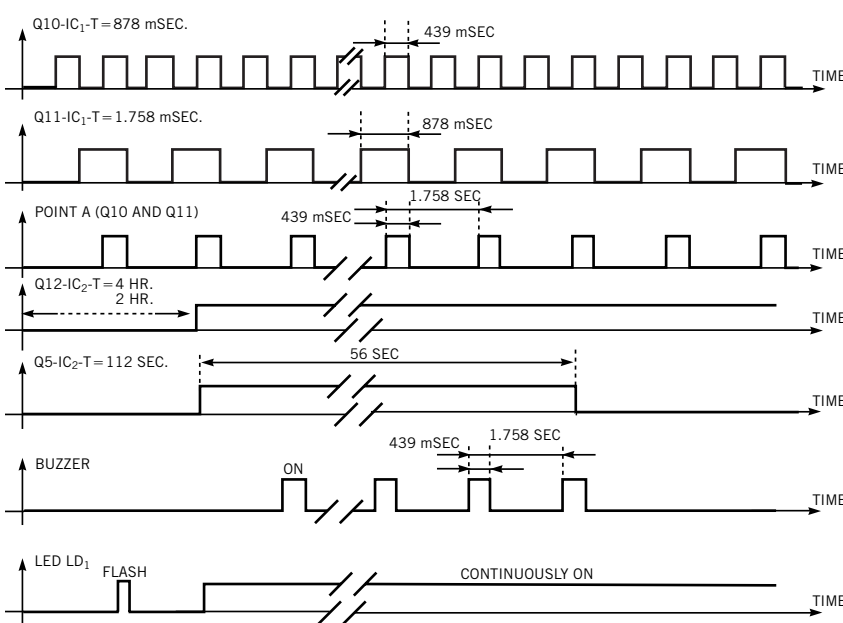 Q10-IC₁-T=878 mSEC.
439 mSEC
TIME
Q11-IC₁-T=1.758 mSEC.
878 mSEC
TIME
POINT A (Q10 AND Q11)
1.758 SEC
439 mSEC
TIME
Q12-IC₂-T=4 HR.
2 HR.
TIME
Q5-IC₂-T=112 SEC.
56 SEC
TIME
BUZZER
ON
439 mSEC
1.758 SEC
TIME
LED LD₁
FLASH
CONTINUOUSLY ON
TIME